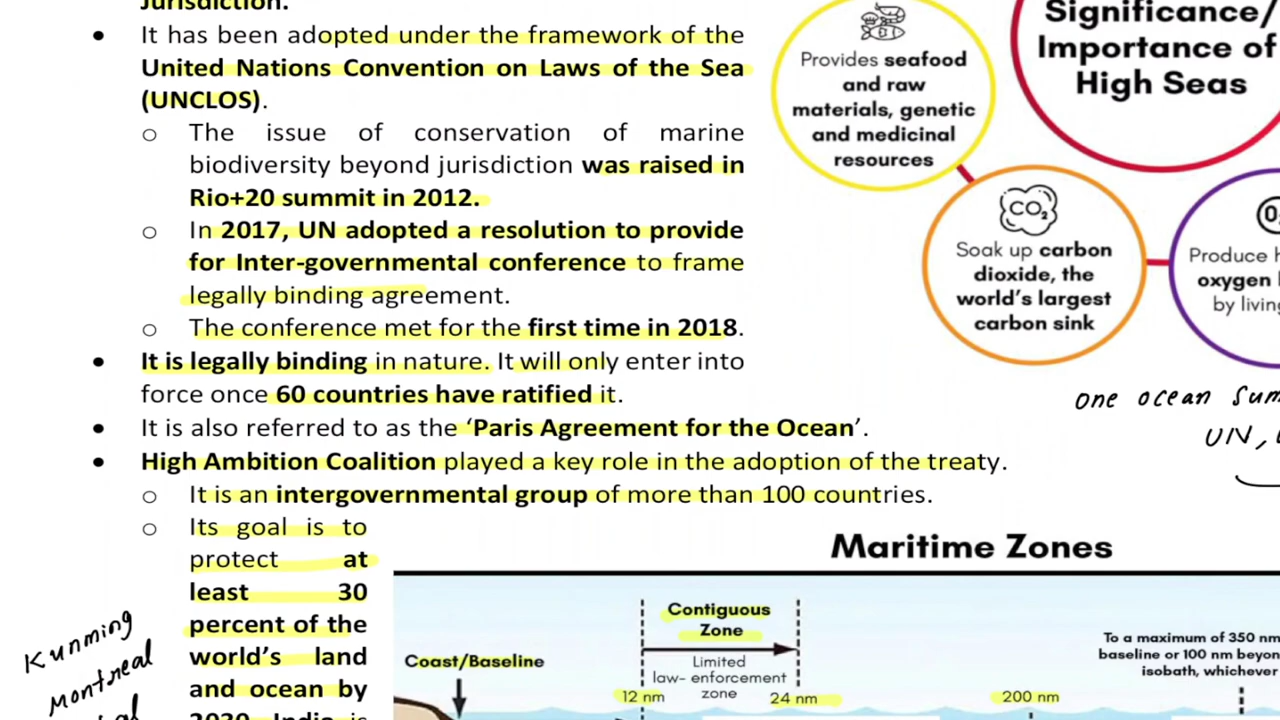 Jurisdiction.
• It has been adopted under the framework of the
United Nations Convention on Laws of the Sea
(UNCLOS).
o The issue of conservation of marine
biodiversity beyond jurisdiction was raised in
Rio+20 summit in 2012.
o In 2017, UN adopted a resolution to provide
for Inter-governmental conference to frame
legally binding agreement.
o The conference met for the first time in 2018.
• It is legally binding in nature. It will only enter into
force once 60 countries have ratified it.
• It is also referred to as the ‘Paris Agreement for the Ocean’.
• High Ambition Coalition played a key role in the adoption of the treaty.
o It is an intergovernmental group of more than 100 countries.
o Its goal is to
protect at
least 30
percent of the
world’s land
and ocean by
2030. India is
Kunming
Montreal
Significance/
Importance of
High Seas
Provides seafood
and raw
materials, genetic
and medicinal
resources
CO₂
Soak up carbon
dioxide, the
world’s largest
carbon sink
Produce
oxygen
by
one ocean
UN,
Maritime Zones
Contiguous
Zone
Limited
law- enforcement
zone
Coast/Baseline
12 nm
24 nm
200 nm
To a maximum of 350 nm
baseline or 100 nm
isobath, whichever